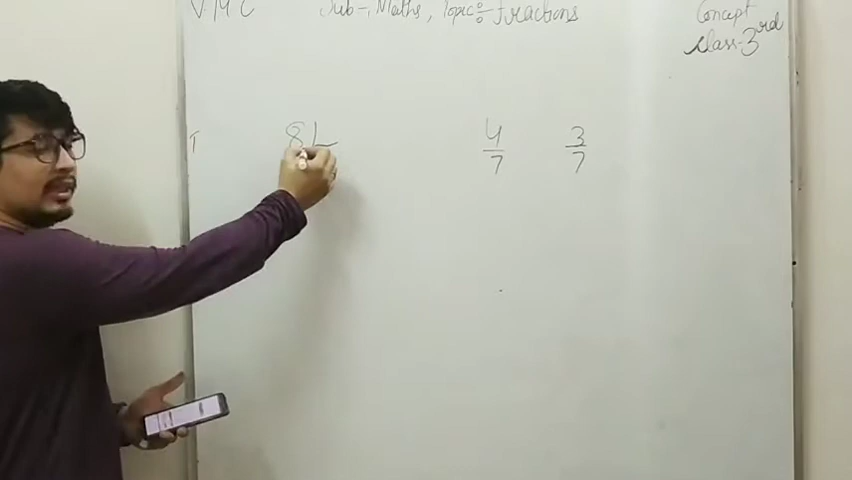 VMC Sub-, Maths, Topic ÷ fractions Concept
Class-3rd
I 8L 4/7 3/7